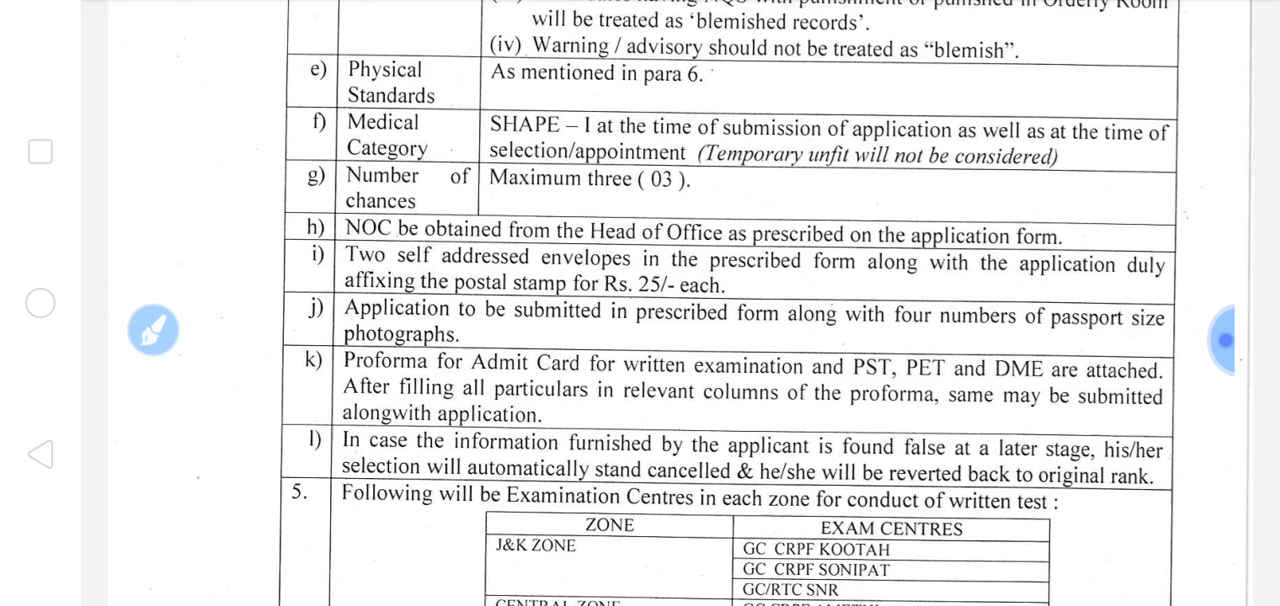 will be treated as ‘blemished records’.
(iv) Warning / advisory should not be treated as “blemish”.
e) Physical Standards As mentioned in para 6.
f) Medical Category SHAPE – I at the time of submission of application as well as at the time of
selection/appointment (Temporary unfit will not be considered)
g) Number of chances Maximum three ( 03 ).
h) NOC be obtained from the Head of Office as prescribed on the application form.
i) Two self addressed envelopes in the prescribed form along with the application duly
affixing the postal stamp for Rs. 25/- each.
j) Application to be submitted in prescribed form along with four numbers of passport size
photographs.
k) Proforma for Admit Card for written examination and PST, PET and DME are attached.
After filling all particulars in relevant columns of the proforma, same may be submitted
alongwith application.
l) In case the information furnished by the applicant is found false at a later stage, his/her
selection will automatically stand cancelled & he/she will be reverted back to original rank.
5. Following will be Examination Centres in each zone for conduct of written test :
ZONE EXAM CENTRES
J&K ZONE GC CRPF KOOTAH
GC CRPF SONIPAT
GC/RTC SNR
CENTRAL ZONE